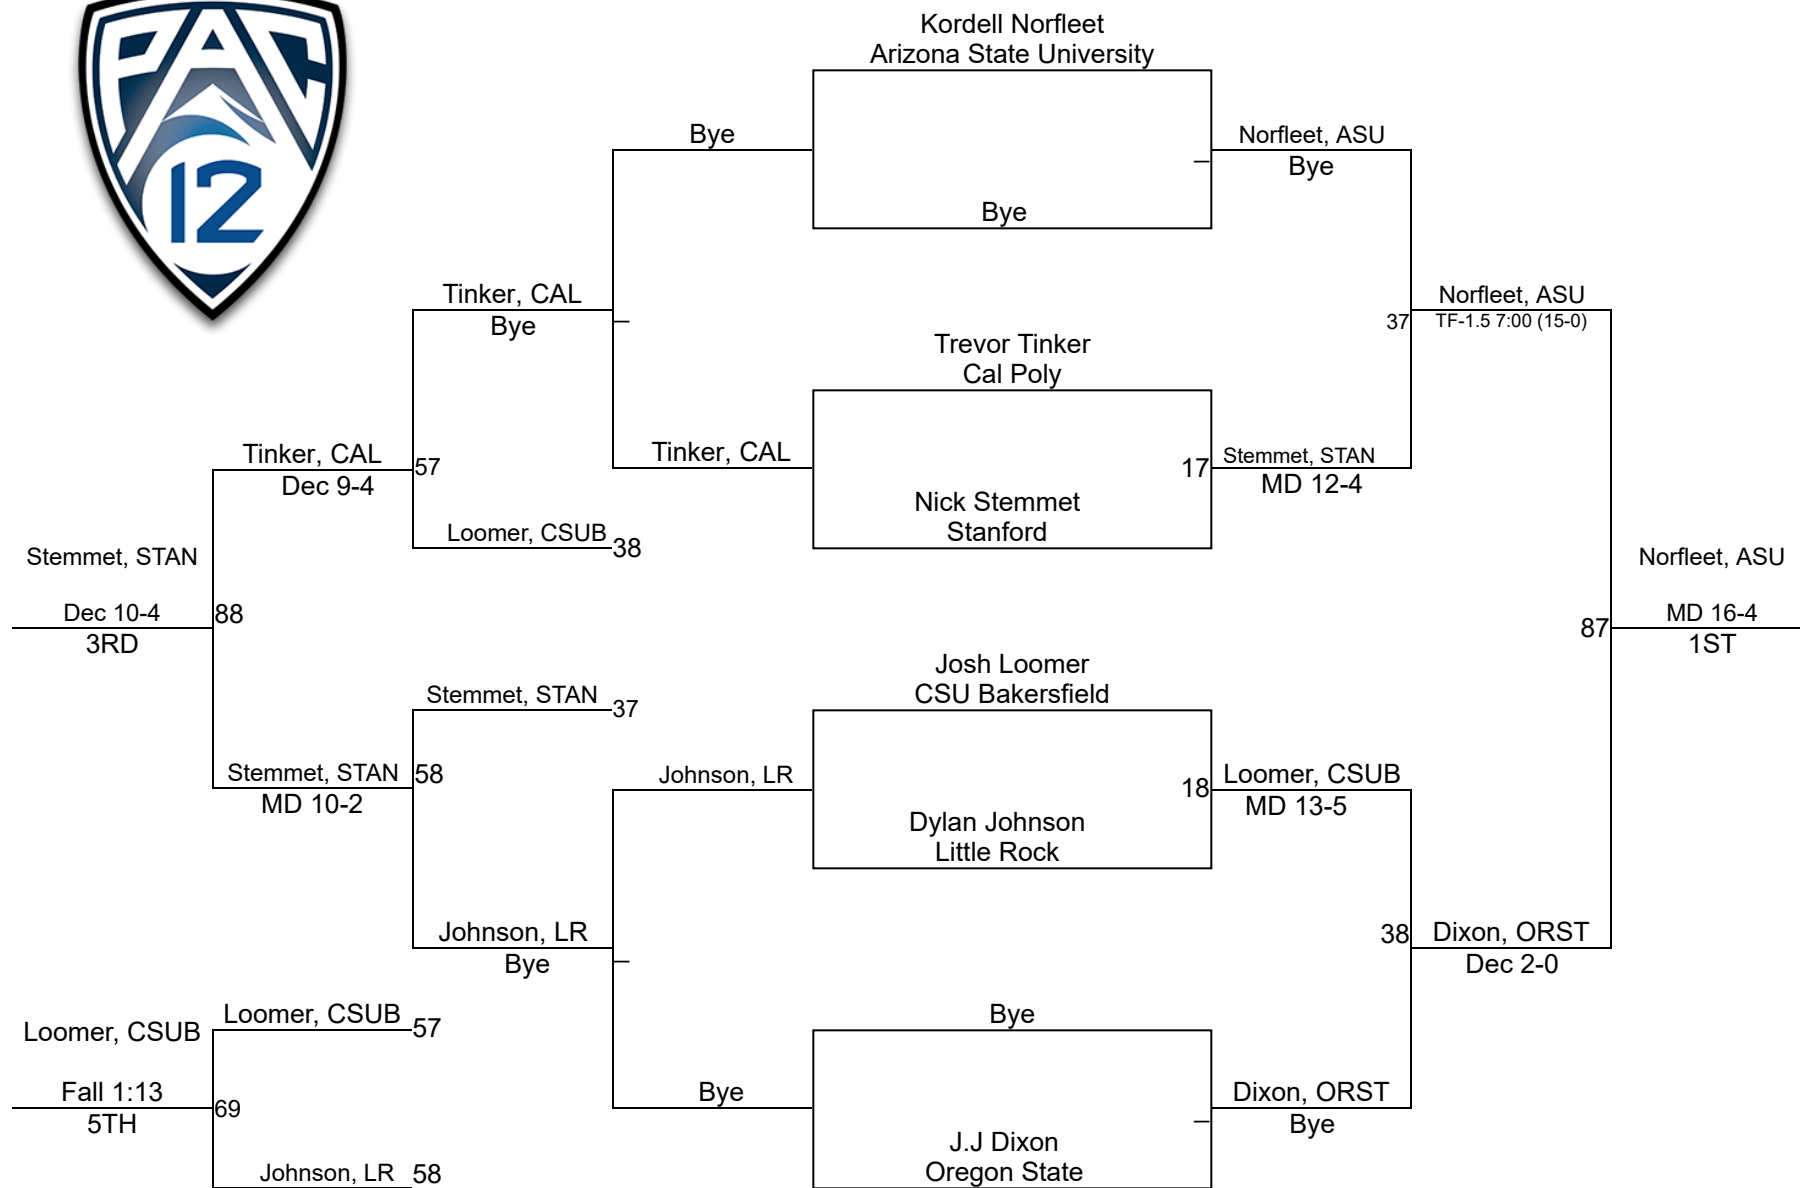 PAC
12
Kordell Norfleet
Arizona State University
Bye
Norfleet, ASU
Bye
Bye
Tinker, CAL
Bye
Norfleet, ASU
37
TF-1.5 7:00 (15-0)
Trevor Tinker
Cal Poly
Tinker, CAL
57
Dec 9-4
Tinker, CAL
17
Stemmet, STAN
MD 12-4
Nick Stemmet
Stanford
Loomer, CSUB
38
Stemmet, STAN
Dec 10-4
88
3RD
Norfleet, ASU
87
MD 16-4
1ST
Josh Loomer
CSU Bakersfield
Stemmet, STAN
37
Stemmet, STAN
58
MD 10-2
Johnson, LR
18
Loomer, CSUB
MD 13-5
Dylan Johnson
Little Rock
Johnson, LR
Bye
38
Dixon, ORST
Dec 2-0
Loomer, CSUB
Loomer, CSUB
57
Bye
Fall 1:13
69
5TH
Bye
Dixon, ORST
Bye
J.J Dixon
Oregon State
Johnson, LR
58